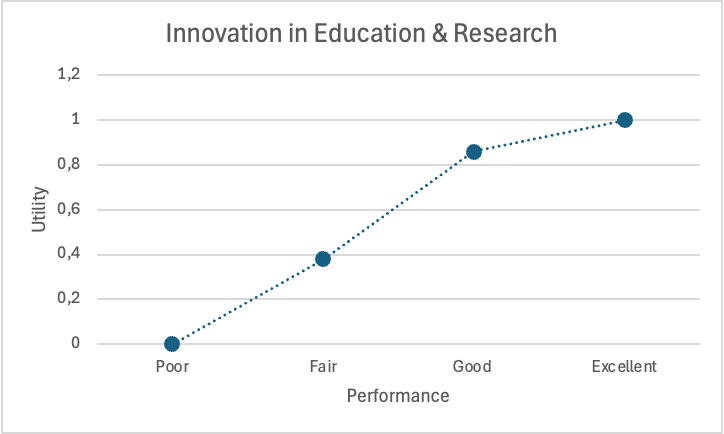 Innovation in Education & Research
1,2
1
0,8
0,6
0,4
0,2
0
Utility
Poor Fair Good Excellent
Performance